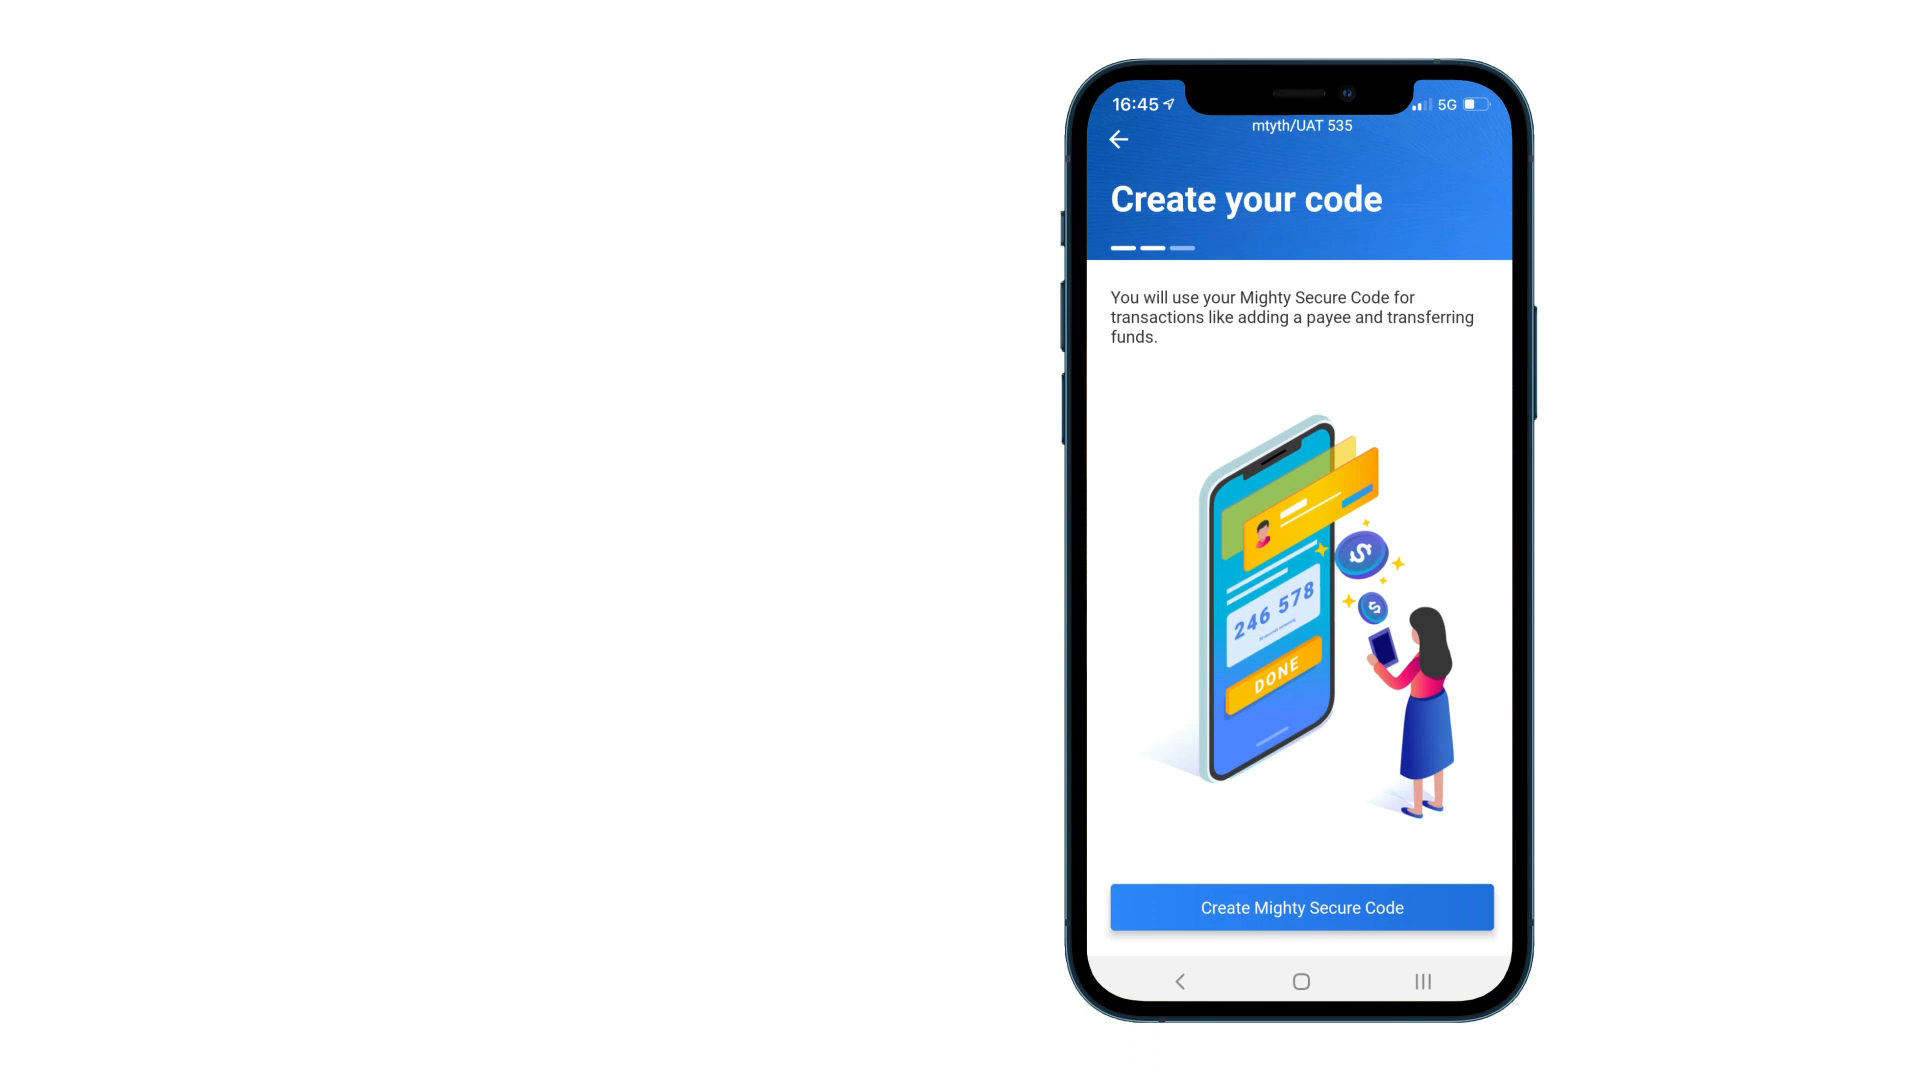 16:45
5G
mtyth/UAT 535
Create your code
You will use your Mighty Secure Code for
transactions like adding a payee and transferring
funds.
246 578
DONE
Create Mighty Secure Code